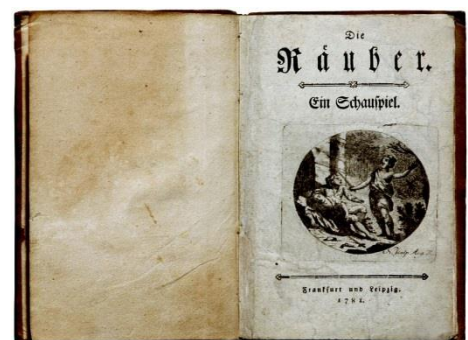 Die
Räuber.
Ein Schauspiel.
Frankfurt und Leipzig,
1781.